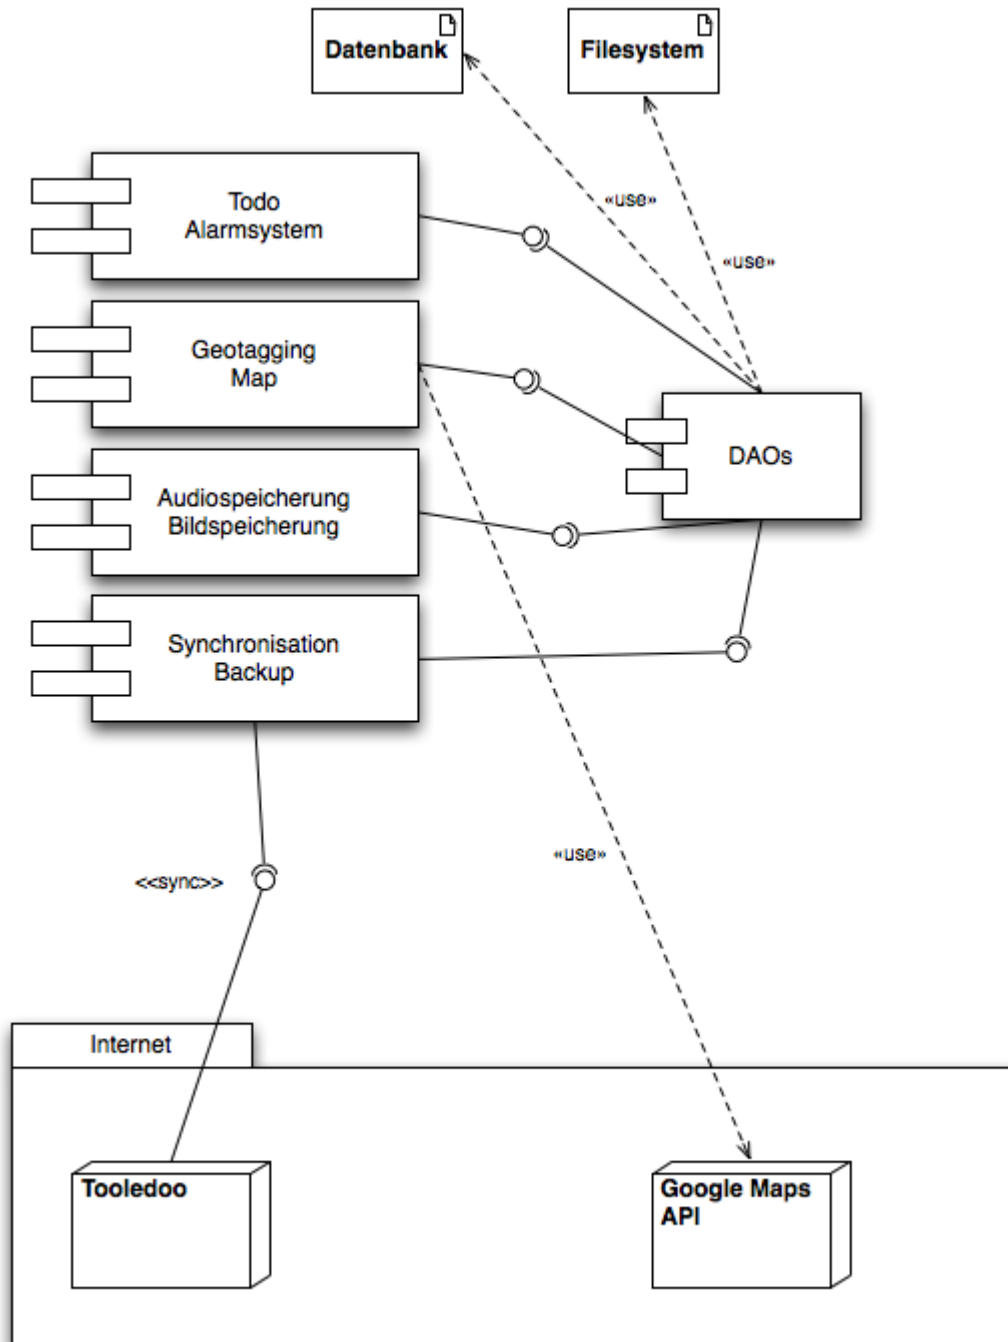 Datenbank
Filesystem
«use»
«use»
Todo
Alarmsystem
Geotagging
Map
DAOs
Audiospeicherung
Bildspeicherung
Synchronisation
Backup
«use»
<<sync>>
Internet
Tooledoo
Google Maps
API